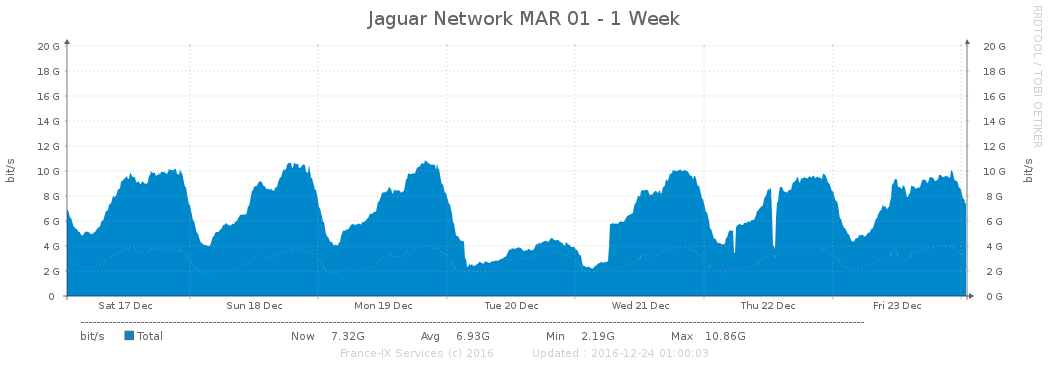 Jaguar Network MAR 01 - 1 Week
RRDTOOL / TOBI OETIKER
bit/s
bit/s
20 G 20 G
18 G 18 G
16 G 16 G
14 G 14 G
12 G 12 G
10 G 10 G
8 G 8 G
6 G 6 G
4 G 4 G
2 G 2 G
0 0 G
Sat 17 Dec Sun 18 Dec Mon 19 Dec Tue 20 Dec Wed 21 Dec Thu 22 Dec Fri 23 Dec
bit/s Total Now 7.32G Avg 6.93G Min 2.19G Max 10.86G
France-IX Services (c) 2016 Updated : 2016-12-24 01:00:03